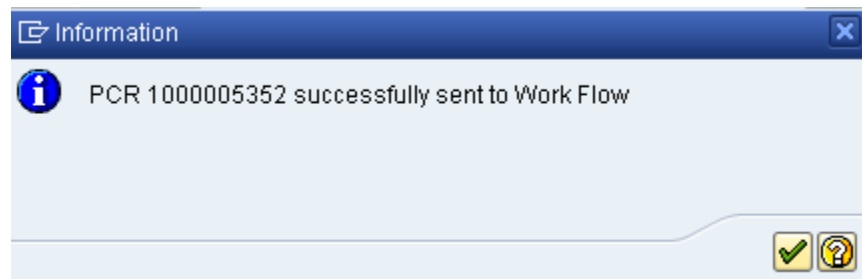 Information
PCR 1000005352 successfully sent to Work Flow